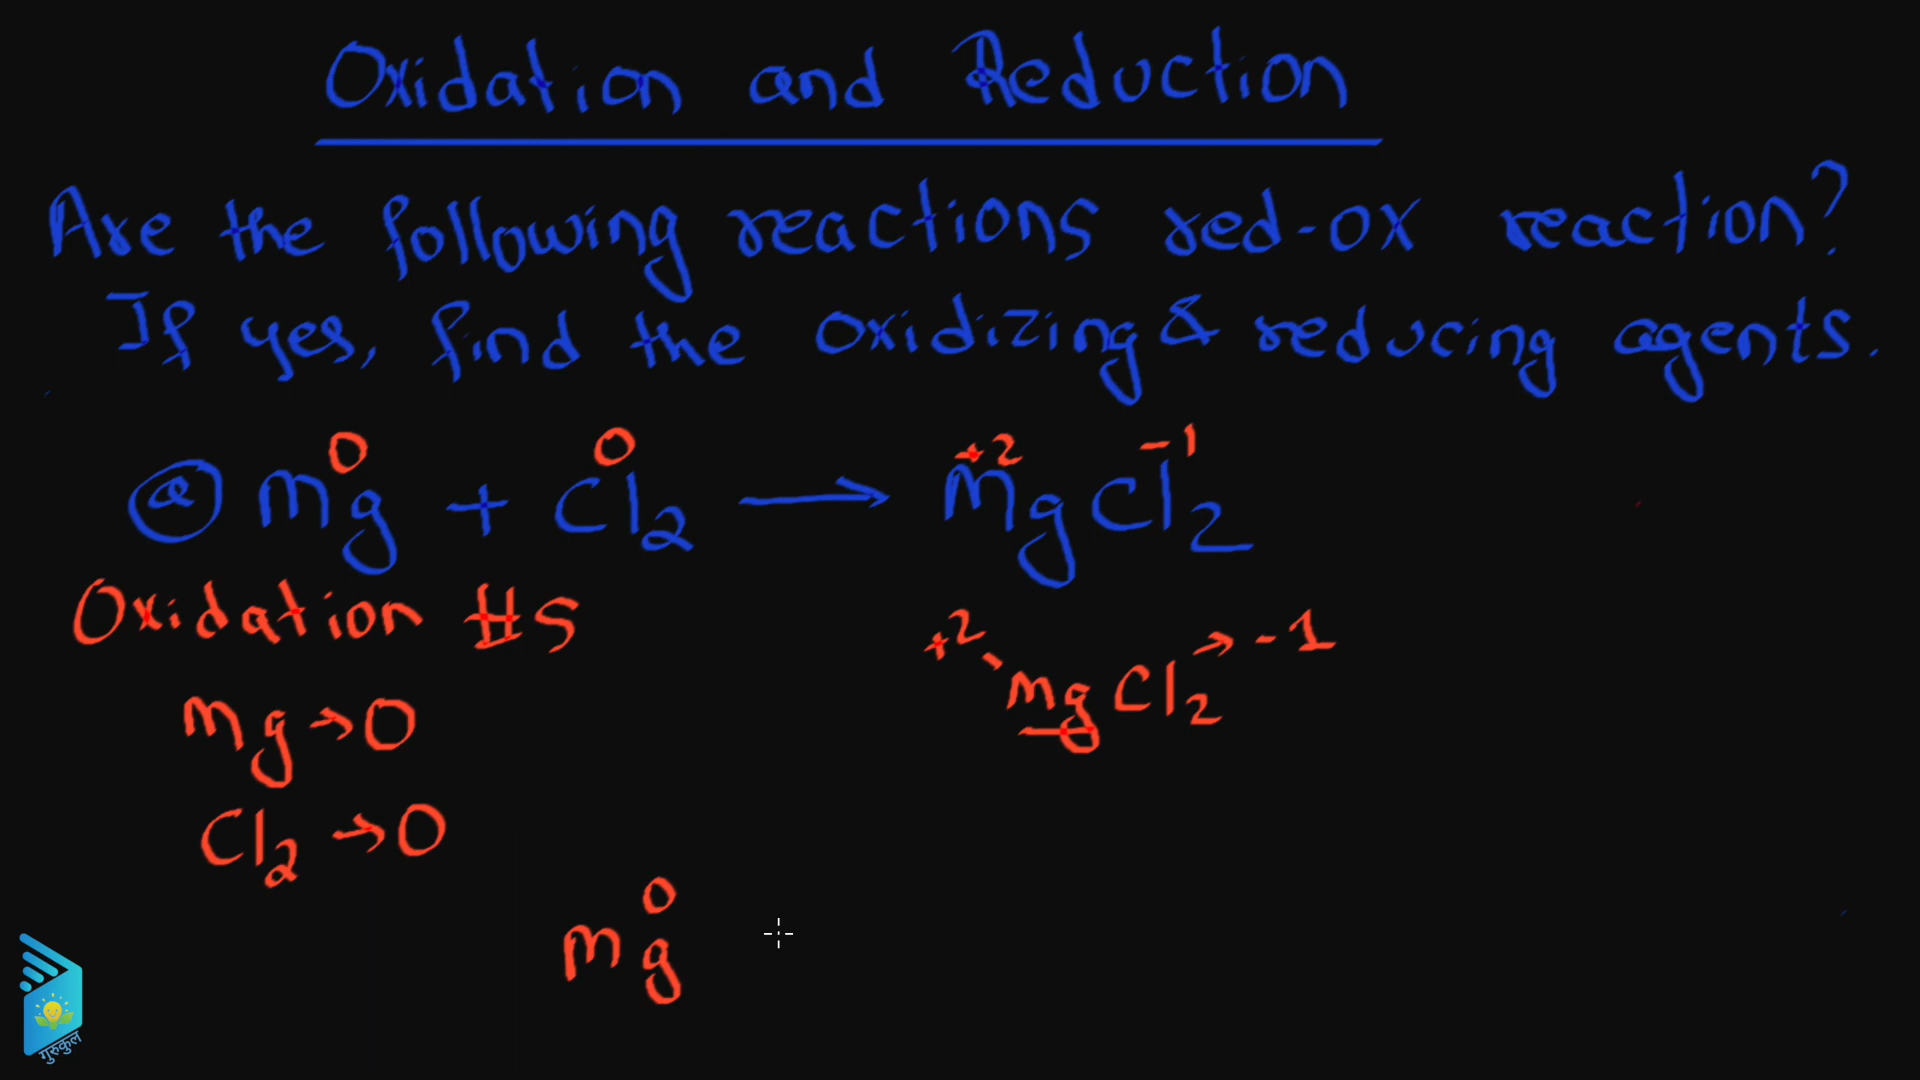 Oxidation and Reduction
Are the following reactions red-ox reaction?
If yes, find the oxidizing & reducing agents.
0 0 +2 -1
ⓐ Mg + Cl₂ → MgCl₂
Oxidation #S
+2 MgCl₂ → -1
Mg → 0
Cl₂ → 0
0
Mg
गुरुकुल